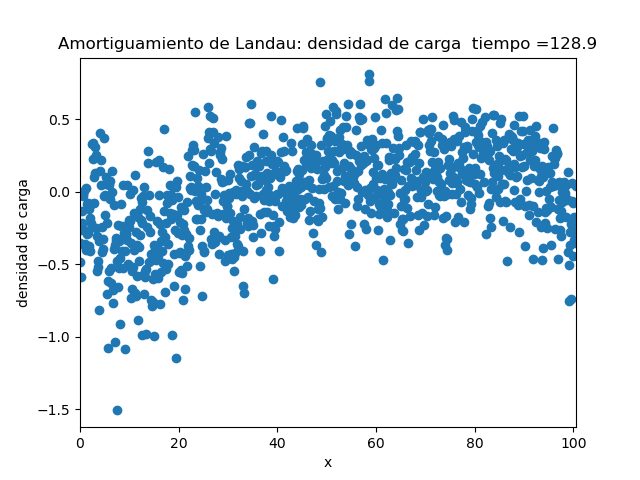 Amortiguamiento de Landau: densidad de carga  tiempo =128.9
densidad de carga
0.5
0.0
−0.5
−1.0
−1.5
0 20 40 60 80 100
x